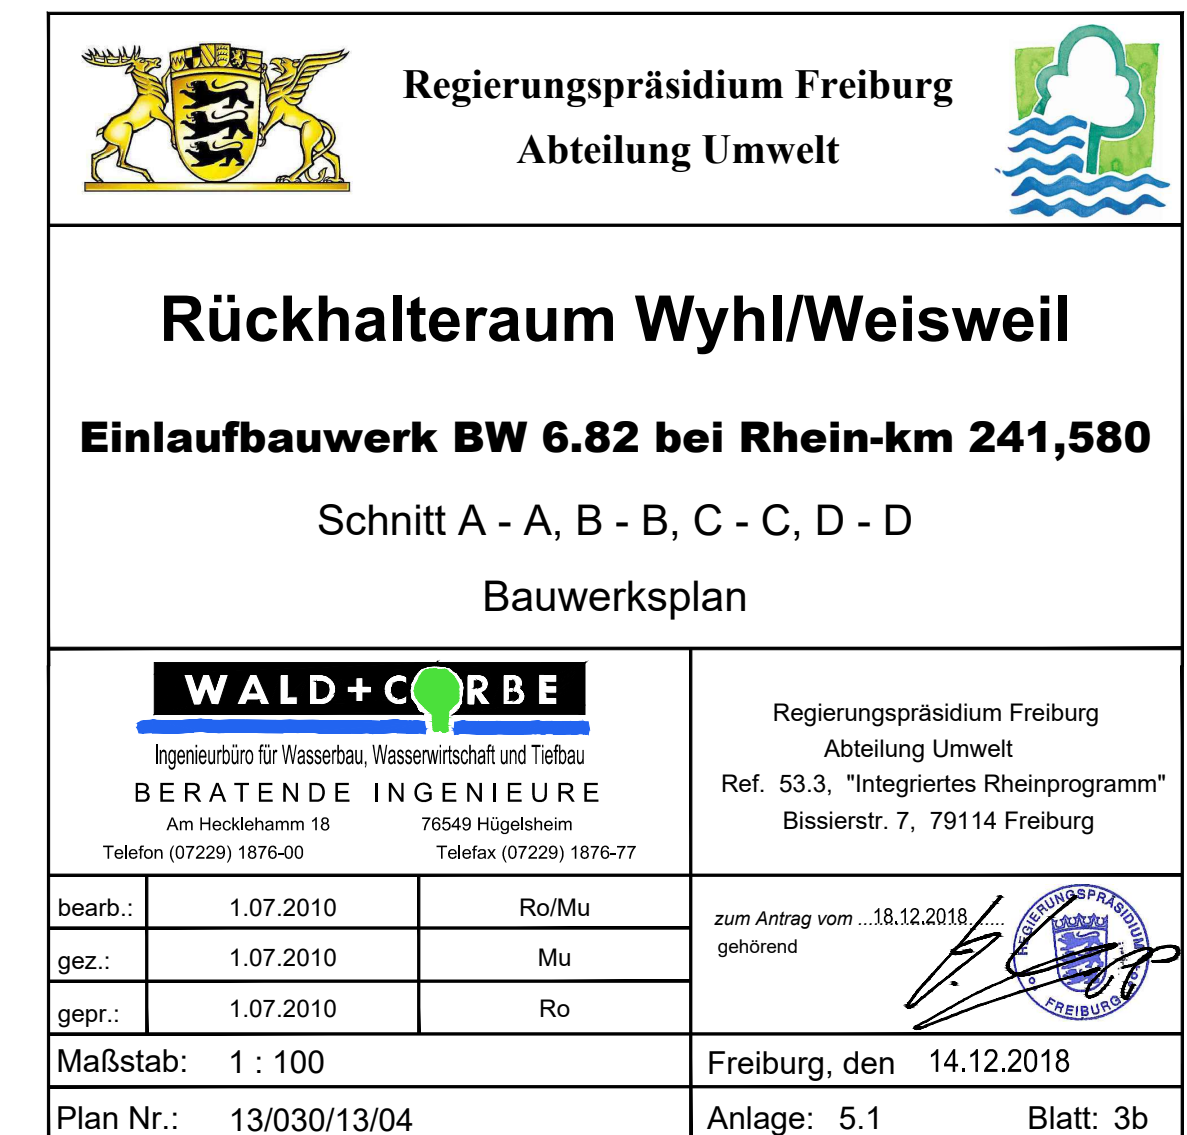 Regierungspräsidium Freiburg
Abteilung Umwelt
Rückhalteraum Wyhl/Weisweil
Einlaufbauwerk BW 6.82 bei Rhein-km 241,580
Schnitt A - A, B - B, C - C, D - D
Bauwerksplan
WALD+CORBE
Ingenieurbüro für Wasserbau, Wasserwirtschaft und Tiefbau
BERATENDE INGENIEURE
Am Hecklehamm 18 76549 Hügelsheim
Telefon (07229) 1876-00 Telefax (07229) 1876-77
Regierungspräsidium Freiburg
Abteilung Umwelt
Ref. 53.3, "Integriertes Rheinprogramm"
Bissierstr. 7, 79114 Freiburg
bearb.: 1.07.2010 Ro/Mu
gez.: 1.07.2010 Mu
gepr.: 1.07.2010 Ro
zum Antrag vom ...18.12.2018......
gehörend
REGIERUNGSPRÄSIDIUM
FREIBURG
Maßstab: 1 : 100
Freiburg, den 14.12.2018
Plan Nr.: 13/030/13/04
Anlage: 5.1 Blatt: 3b